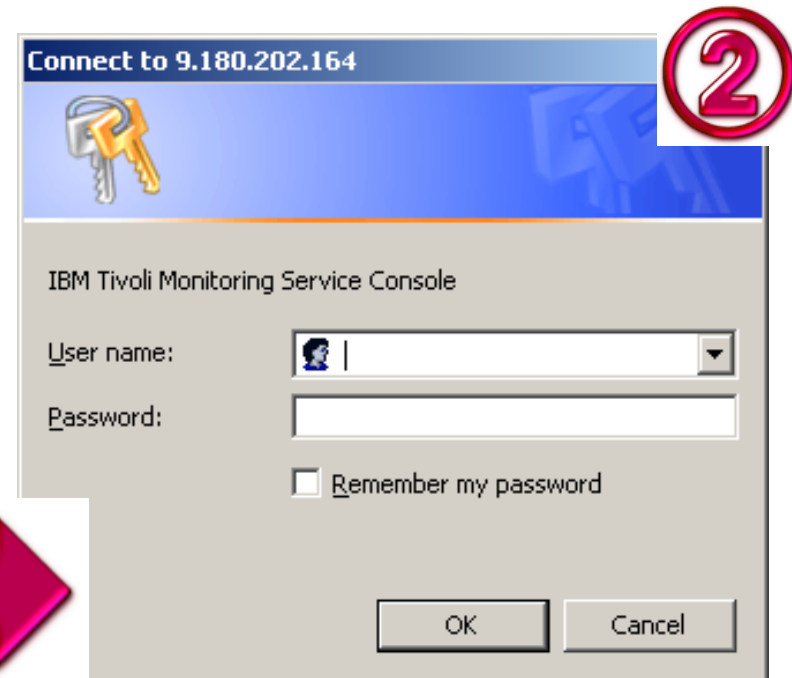 Connect to 9.180.202.164
2
IBM Tivoli Monitoring Service Console
User name:
Password:
Remember my password
OK Cancel